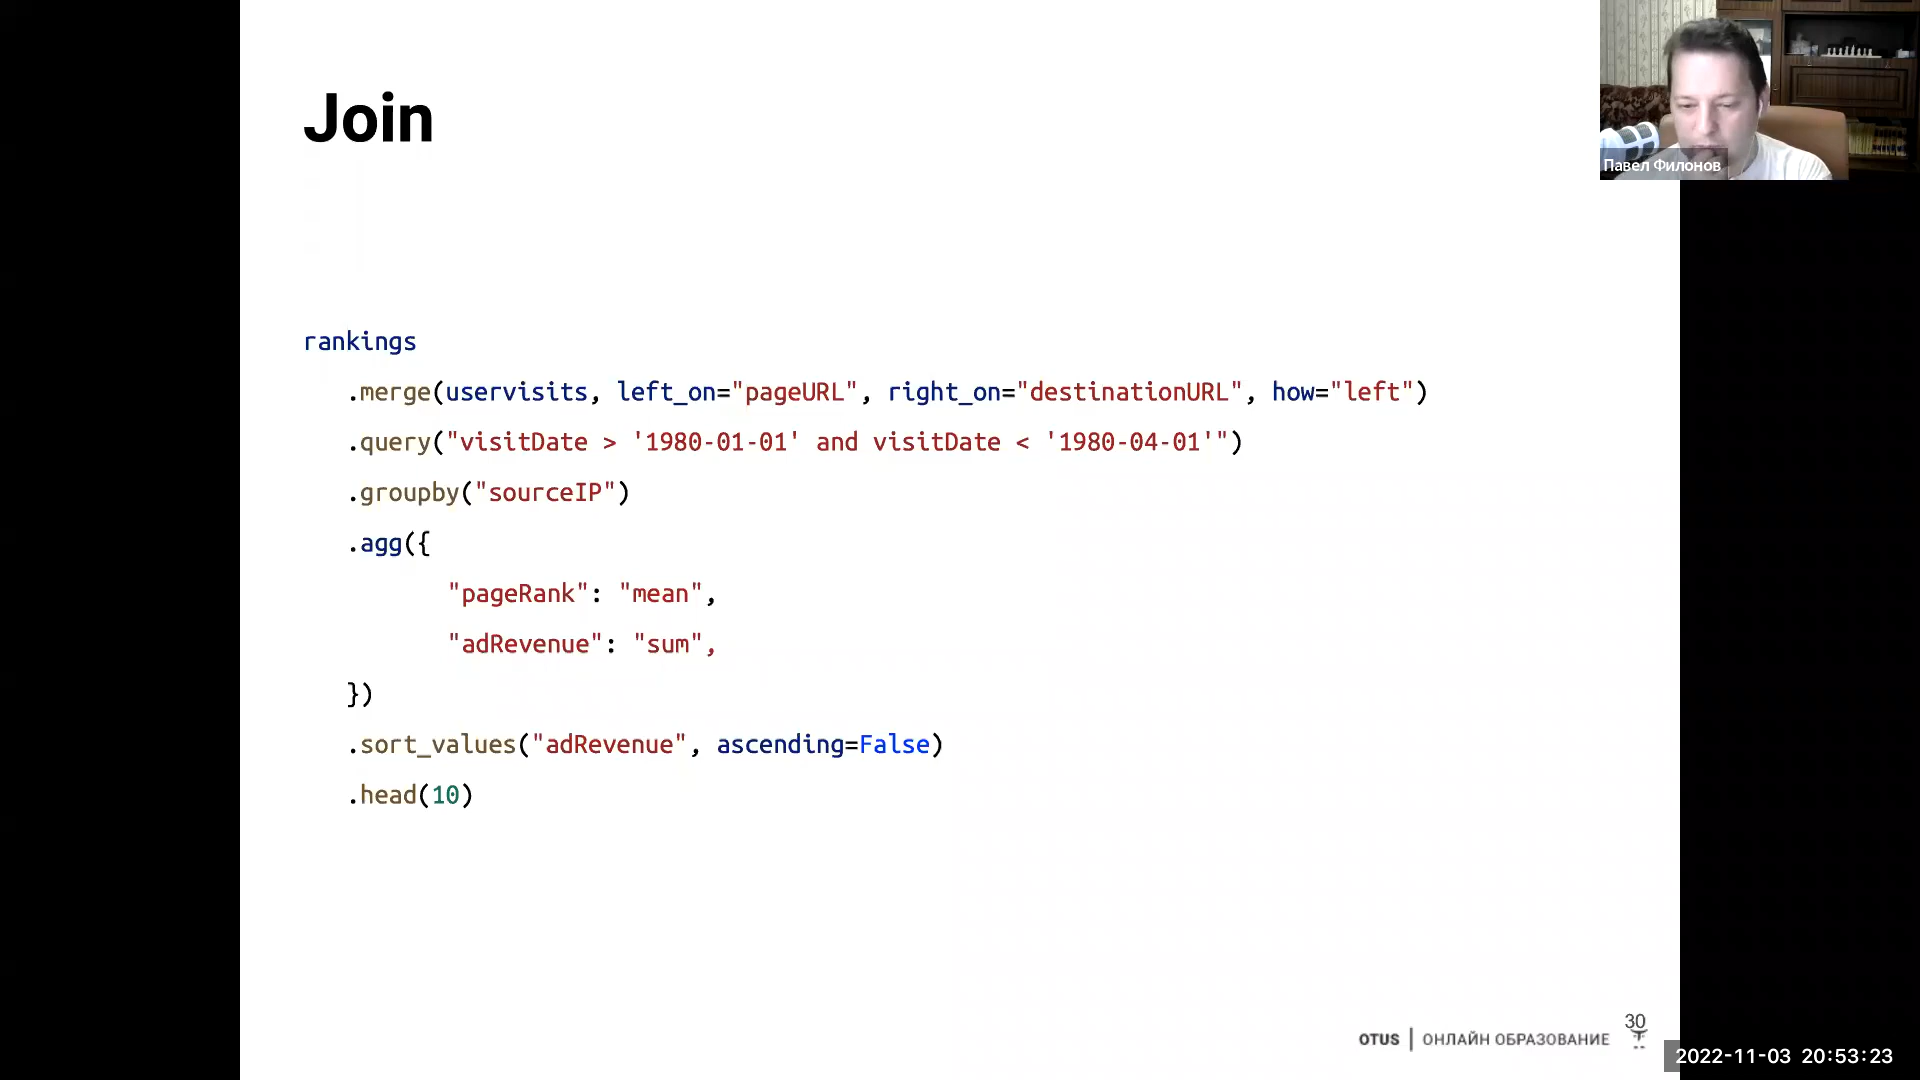 Join
Павел Филонов
rankings
.merge(uservisits, left_on="pageURL", right_on="destinationURL", how="left")
.query("visitDate > '1980-01-01' and visitDate < '1980-04-01'")
.groupby("sourceIP")
.agg({
"pageRank": "mean",
"adRevenue": "sum",
})
.sort_values("adRevenue", ascending=False)
.head(10)
30
OTUS | ОНЛАЙН ОБРАЗОВАНИЕ
2022-11-03 20:53:23